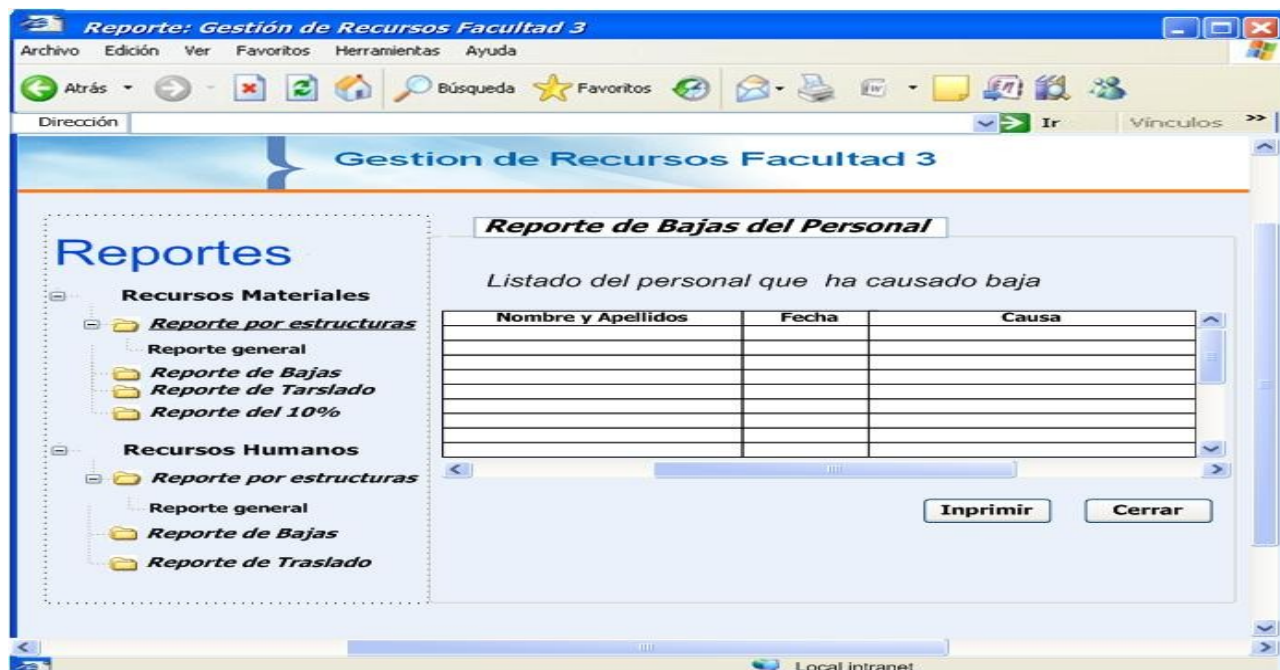 Reporte: Gestión de Recursos Facultad 3
Archivo Edición Ver Favoritos Herramientas Ayuda
Atrás Búsqueda Favoritos
Dirección Ir Vínculos >>
Gestion de Recursos Facultad 3
Reportes
Recursos Materiales
Reporte por estructuras
Reporte general
Reporte de Bajas
Reporte de Tarslado
Reporte del 10%
Recursos Humanos
Reporte por estructuras
Reporte general
Reporte de Bajas
Reporte de Traslado
Reporte de Bajas del Personal
Listado del personal que ha causado baja
Nombre y Apellidos Fecha Causa
Inprimir Cerrar
Local intranet